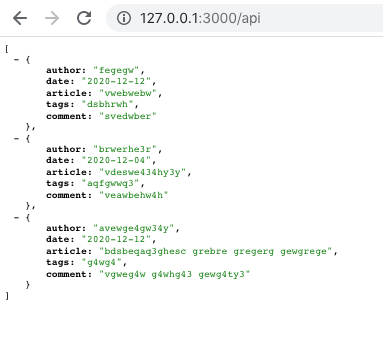 127.0.0.1:3000/api
[
- {
author: "fegegw",
date: "2020-12-12",
article: "vwebwebw",
tags: "dsbhrwh",
comment: "svedwber"
},
- {
author: "brwerhe3r",
date: "2020-12-04",
article: "vdeswe434hy3y",
tags: "aqfgwwq3",
comment: "veawbehw4h"
},
- {
author: "avewge4gw34y",
date: "2020-12-12",
article: "bdsbeqaq3ghesc grebre gregerg gewgrege",
tags: "g4wg4",
comment: "vgweg4w g4whg43 gewg4ty3"
}
]